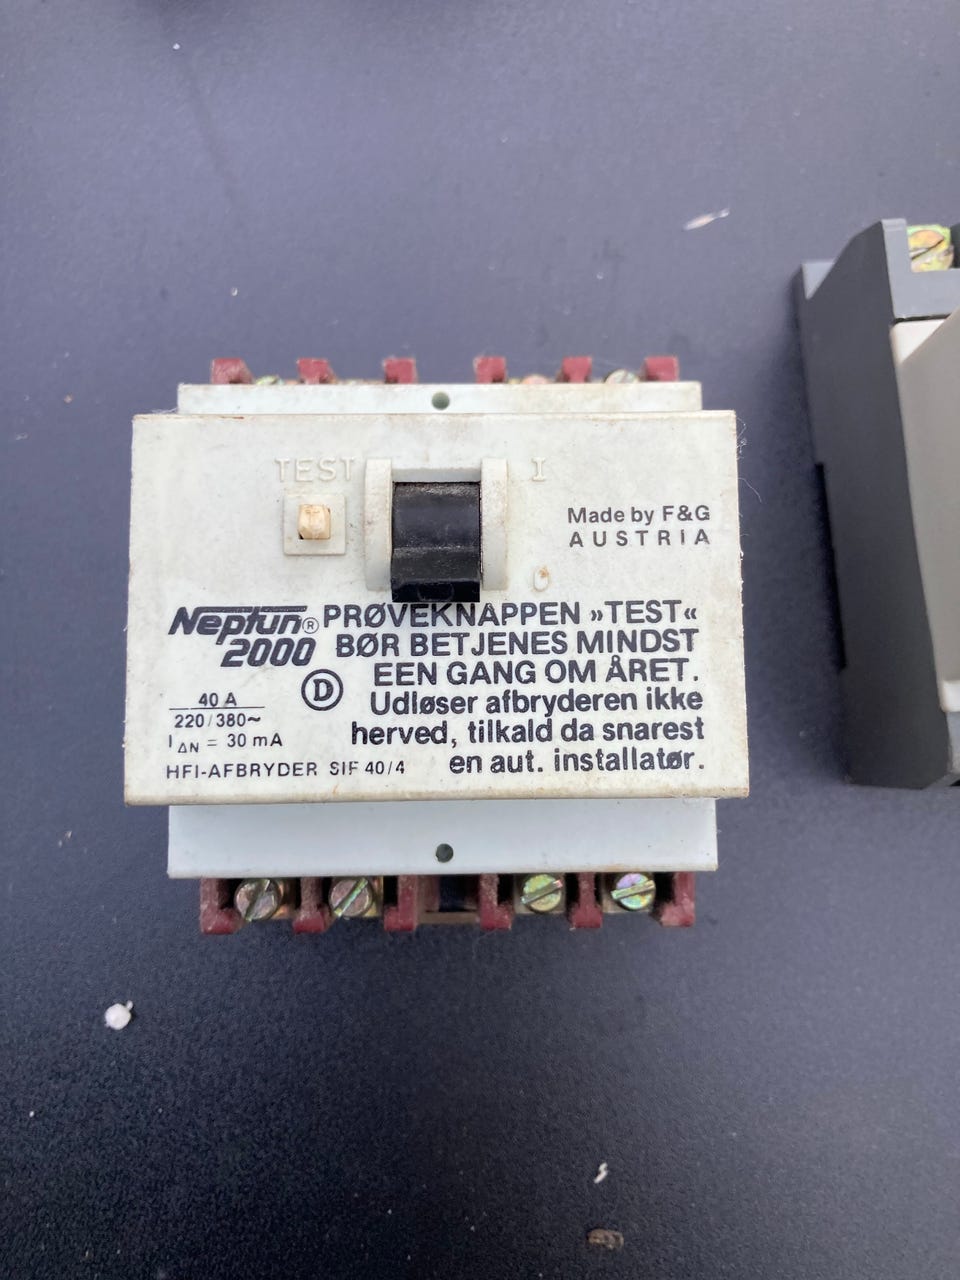 TEST
I
O
Made by F&G
AUSTRIA
Neptun®
2000
PRØVEKNAPPEN »TEST«
BØR BETJENES MINDST
EEN GANG OM ÅRET.
Udløser afbryderen ikke
herved, tilkald da snarest
en aut. installatør.
D
40 A
220/380~
I ΔN = 30 mA
HFI-AFBRYDER SIF 40/4